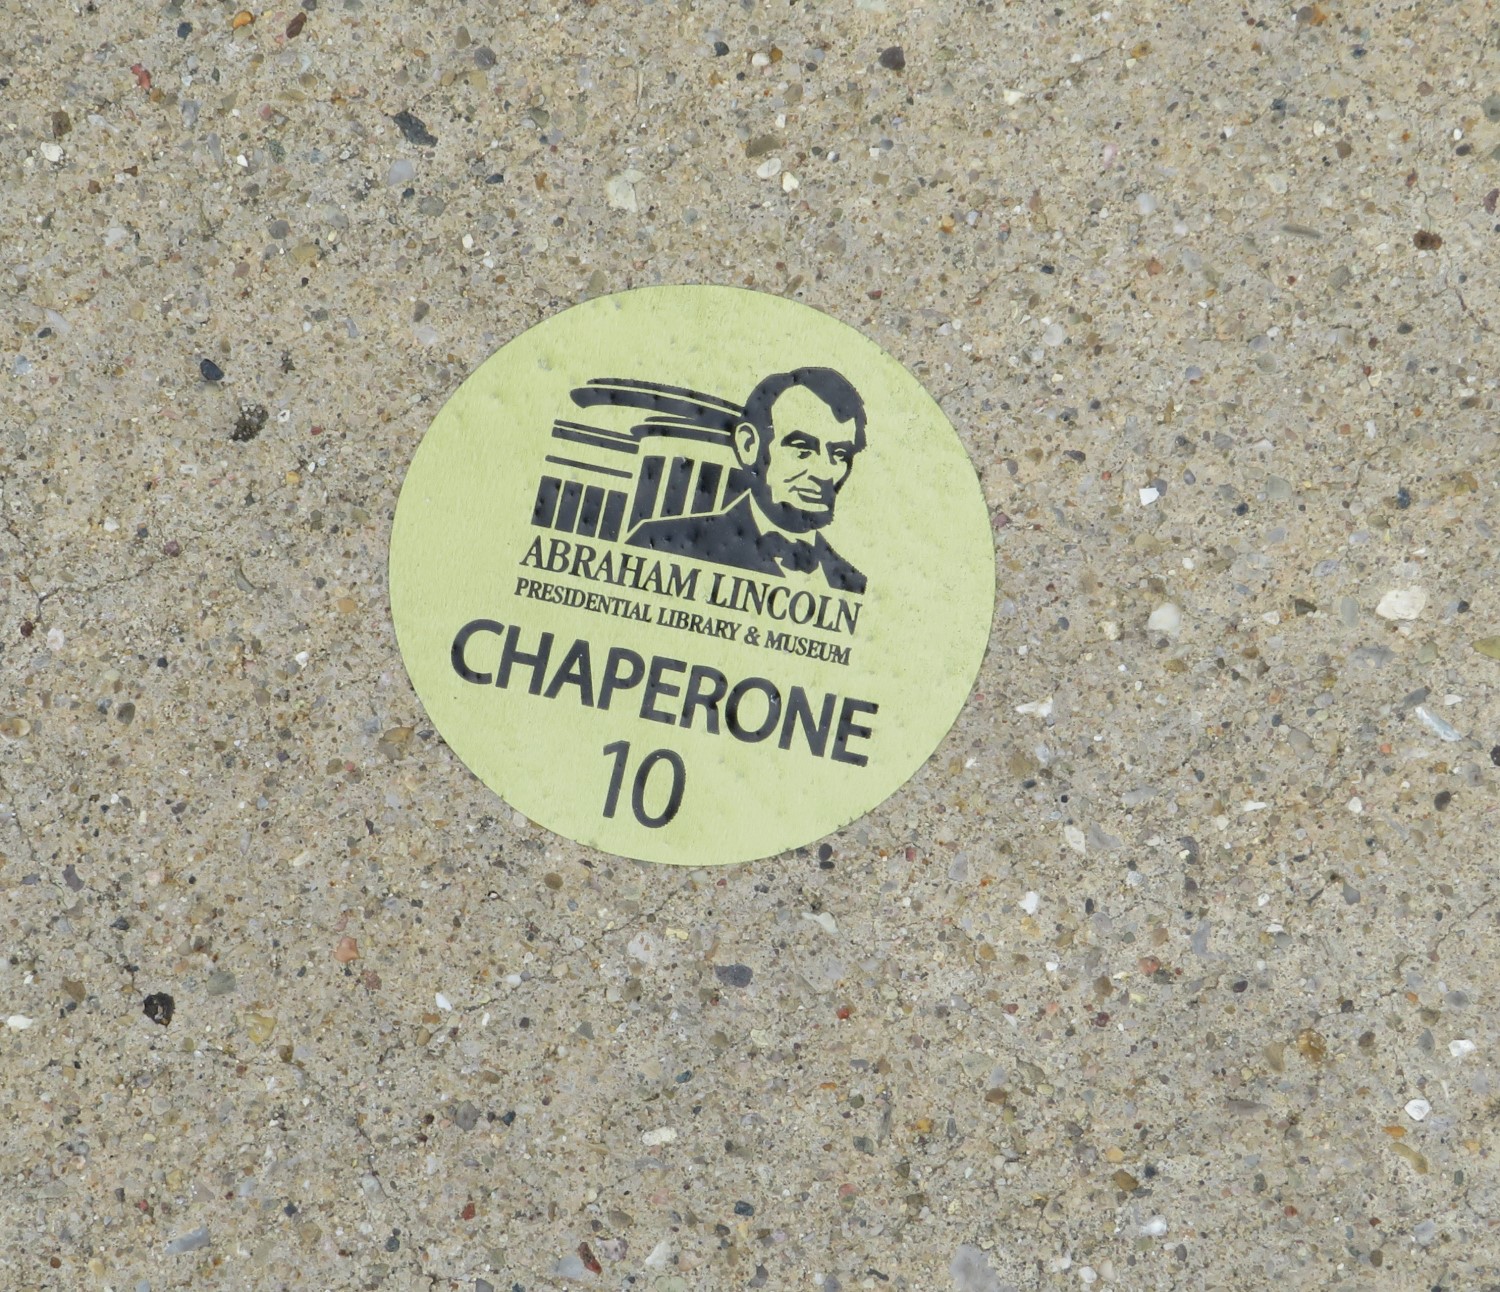 ABRAHAM LINCOLN
PRESIDENTIAL LIBRARY & MUSEUM
CHAPERONE
10